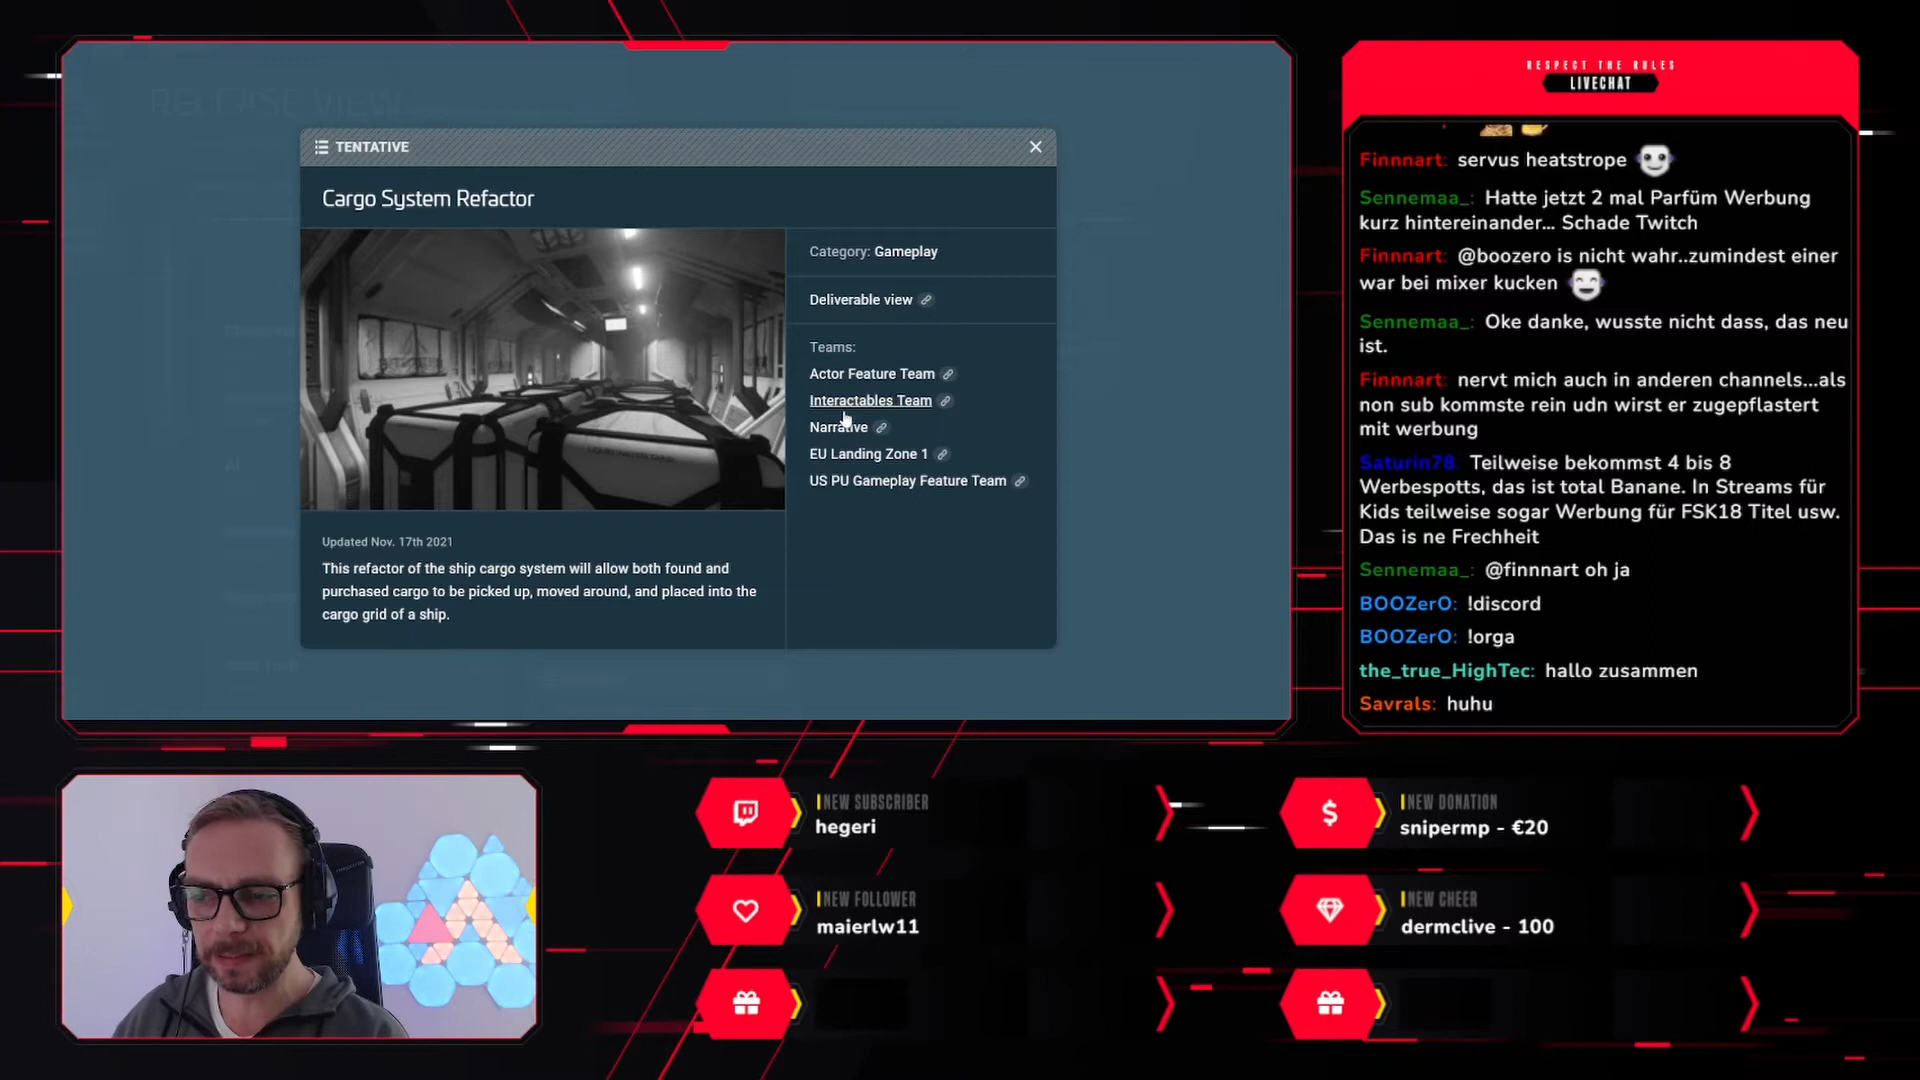 RELEASE VIEW
TENTATIVE
Cargo System Refactor
Category: Gameplay
Deliverable view
Teams:
Actor Feature Team
Interactables Team
Narrative
EU Landing Zone 1
US PU Gameplay Feature Team
Updated Nov. 17th 2021
This refactor of the ship cargo system will allow both found and
purchased cargo to be picked up, moved around, and placed into the
cargo grid of a ship.
RESPECT THE RULES
LIVECHAT
Finnnart: servus heatstrope
Sennemaa_: Hatte jetzt 2 mal Parfüm Werbung
kurz hintereinander... Schade Twitch
Finnnart: @boozero is nicht wahr..zumindest einer
war bei mixer kucken
Sennemaa_: Oke danke, wusste nicht dass, das neu
ist.
Finnnart: nervt mich auch in anderen channels...als
non sub kommste rein udn wirst er zugepflastert
mit werbung
Saturin78: Teilweise bekommst 4 bis 8
Werbespotts, das ist total Banane. In Streams für
Kids teilweise sogar Werbung für FSK18 Titel usw.
Das is ne Frechheit
Sennemaa_: @finnnart oh ja
BOOZerO: !discord
BOOZerO: !orga
the_true_HighTec: hallo zusammen
Savrals: huhu
NEW SUBSCRIBER
hegeri
NEW DONATION
snipermp - €20
NEW FOLLOWER
maierlw11
NEW CHEER
dermclive - 100